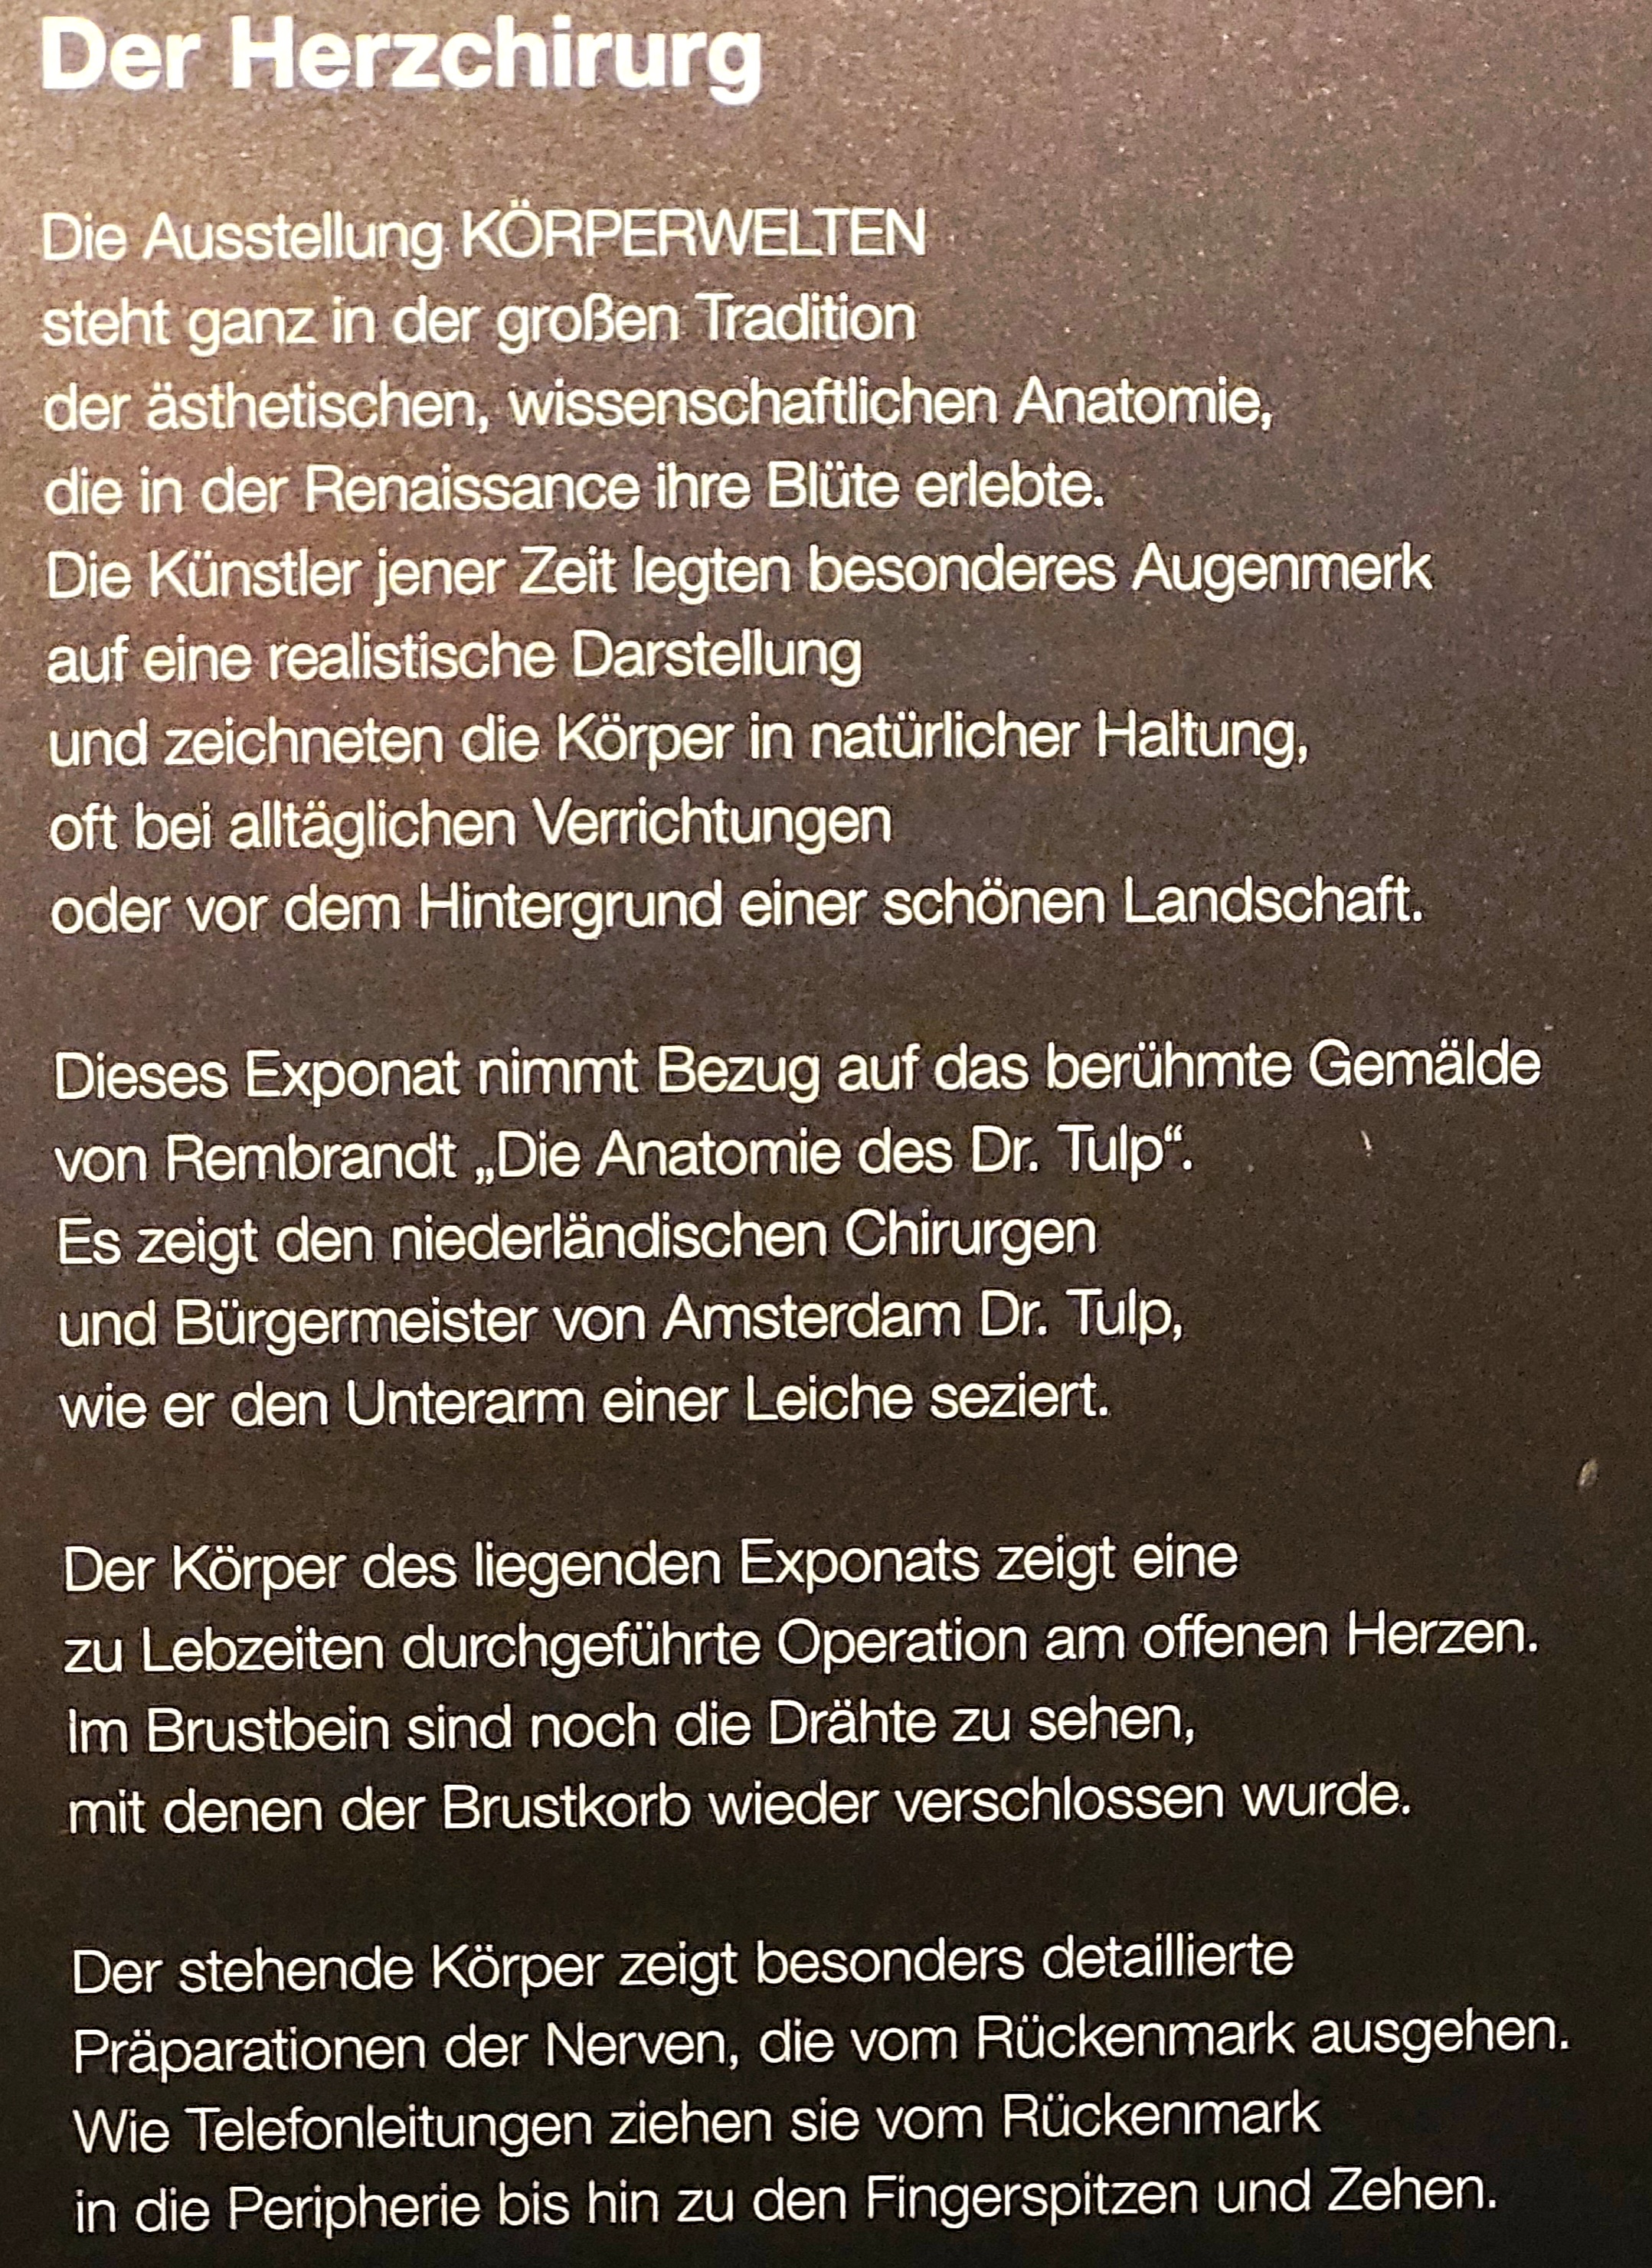 Der Herzchirurg
Die Ausstellung KÖRPERWELTEN
steht ganz in der großen Tradition
der ästhetischen, wissenschaftlichen Anatomie,
die in der Renaissance ihre Blüte erlebte.
Die Künstler jener Zeit legten besonderes Augenmerk
auf eine realistische Darstellung
und zeichneten die Körper in natürlicher Haltung,
oft bei alltäglichen Verrichtungen
oder vor dem Hintergrund einer schönen Landschaft.
Dieses Exponat nimmt Bezug auf das berühmte Gemälde
von Rembrandt „Die Anatomie des Dr. Tulp“.
Es zeigt den niederländischen Chirurgen
und Bürgermeister von Amsterdam Dr. Tulp,
wie er den Unterarm einer Leiche seziert.
Der Körper des liegenden Exponats zeigt eine
zu Lebzeiten durchgeführte Operation am offenen Herzen.
Im Brustbein sind noch die Drähte zu sehen,
mit denen der Brustkorb wieder verschlossen wurde.
Der stehende Körper zeigt besonders detaillierte
Präparationen der Nerven, die vom Rückenmark ausgehen.
Wie Telefonleitungen ziehen sie vom Rückenmark
in die Peripherie bis hin zu den Fingerspitzen und Zehen.